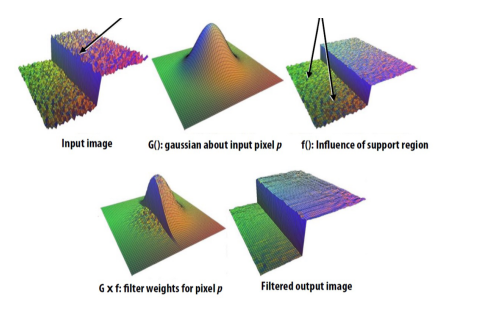 Input image
G(): gaussian about input pixel p
f(): Influence of support region
G x f: filter weights for pixel p
Filtered output image